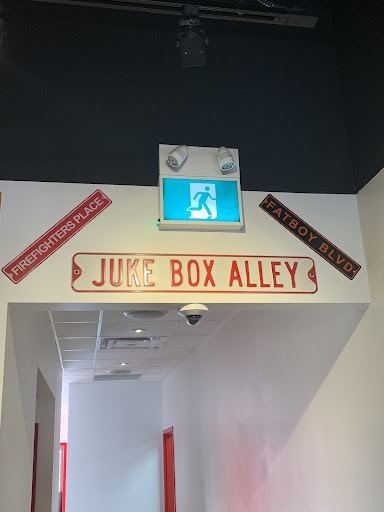 FIREFIGHTERS PLACE
FATBOY BLVD.
JUKE BOX ALLEY